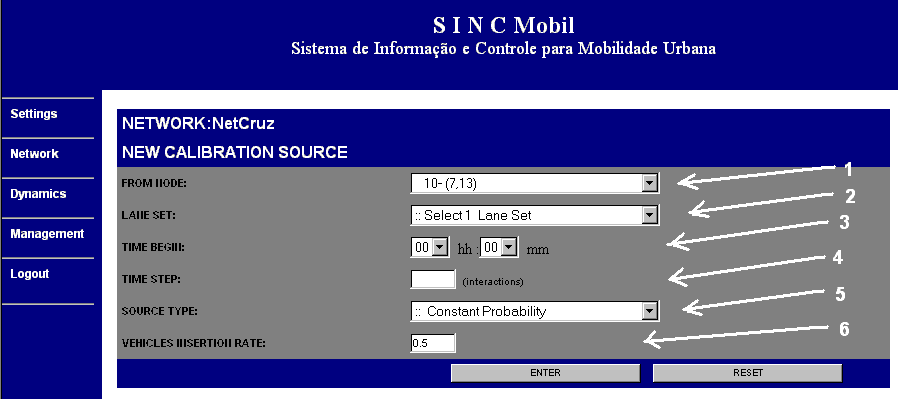 S I N C Mobil
Sistema de Informação e Controle para Mobilidade Urbana
Settings
Network
Dynamics
Management
Logout
NETWORK:NetCruz
NEW CALIBRATION SOURCE
FROM NODE: 10- (7,13) 1
LANE SET: :: Select 1 Lane Set 2
TIME BEGIN: 00 hh : 00 mm 3
TIME STEP: (interactions) 4
SOURCE TYPE: :: Constant Probability 5
VEHICLES INSERTION RATE: 0.5 6
ENTER RESET